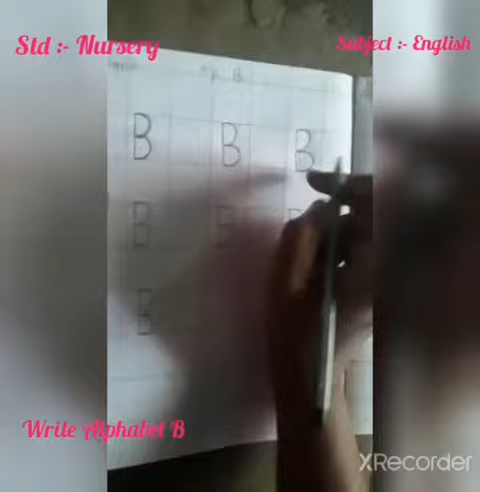 Std :- Nursery
Subject :- English
B
B B B
B B B
B
Write Alphabet B
XRecorder